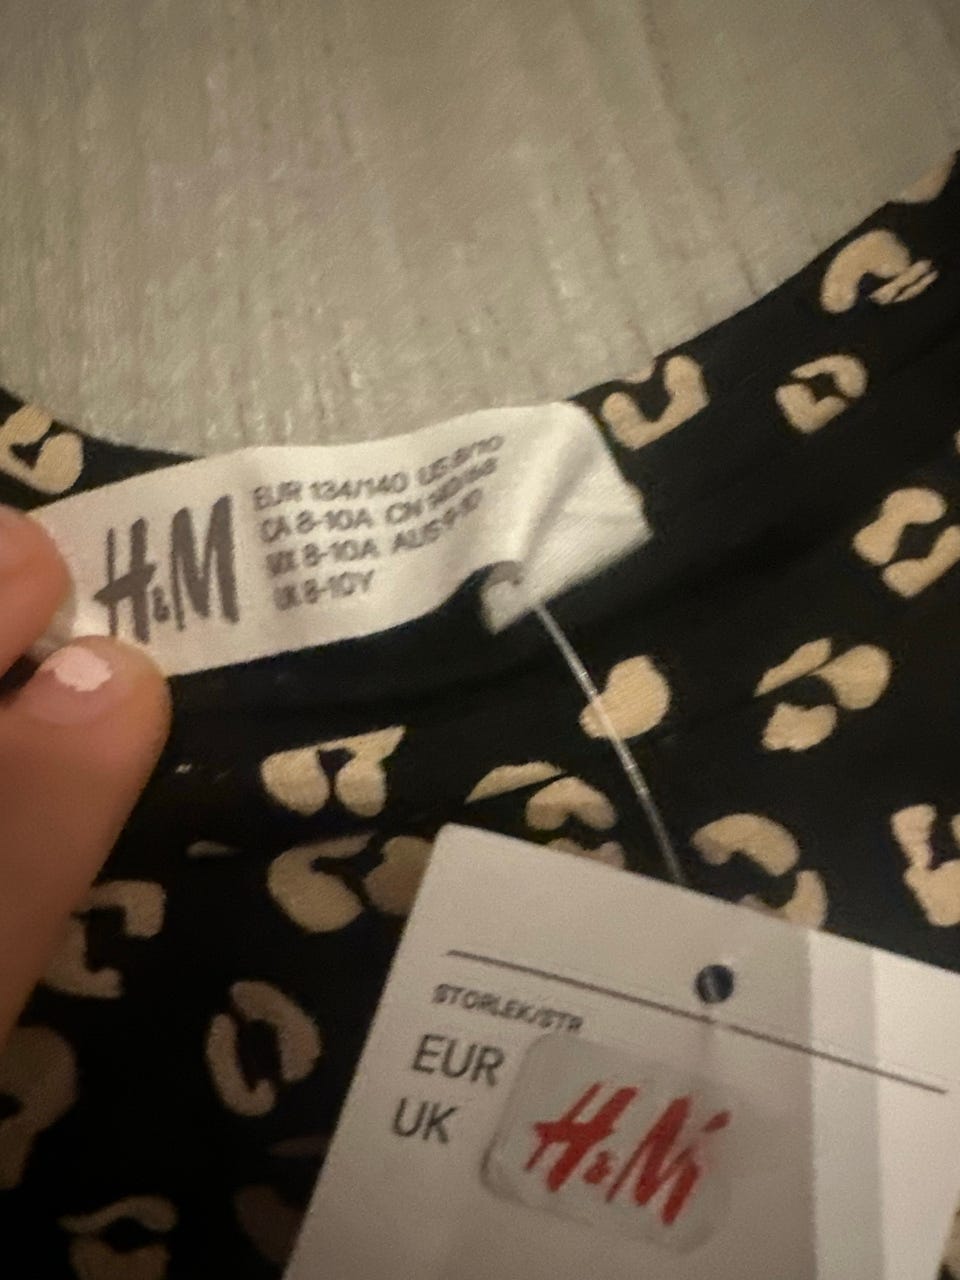 H&M
EUR 134/140 US 8/10
CA 8-10A CN 140/68
MX 8-10A AUS 9-10
UK 8-10Y
STORLEK/STR
EUR
UK
H&M